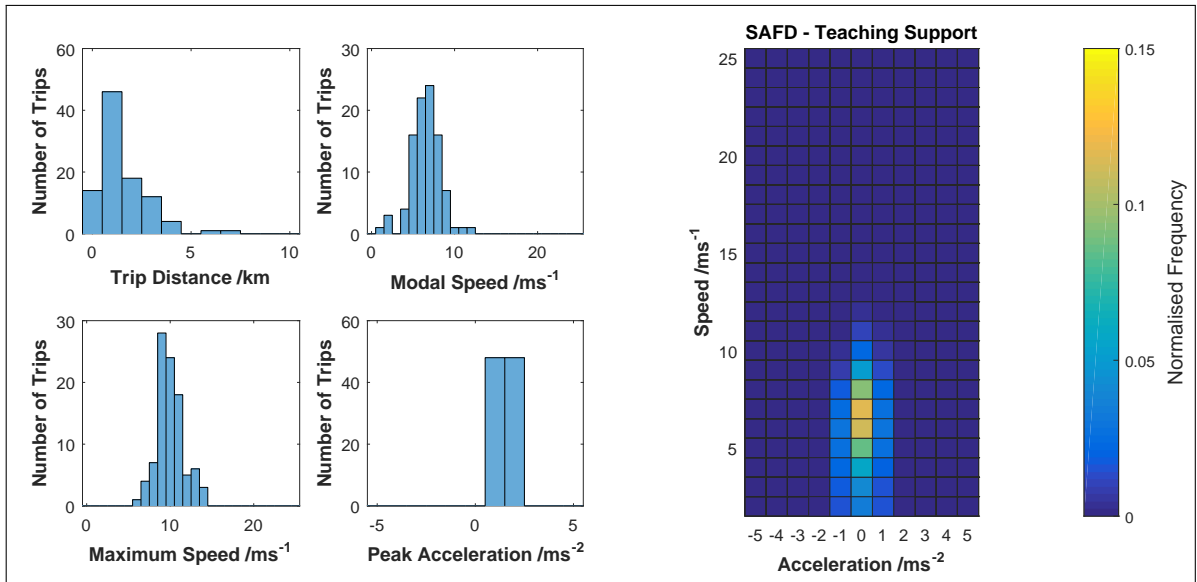 60
40
20
0
Number of Trips
0 5 10
Trip Distance /km
30
20
10
0
Number of Trips
0 10 20
Modal Speed /ms-1
30
20
10
0
Number of Trips
0 10 20
Maximum Speed /ms-1
60
40
20
0
Number of Trips
-5 0 5
Peak Acceleration /ms-2
SAFD - Teaching Support
25
20
15
10
5
Speed /ms-1
-5 -4 -3 -2 -1 0 1 2 3 4 5
Acceleration /ms-2
0.15
0.1
0.05
0
Normalised Frequency